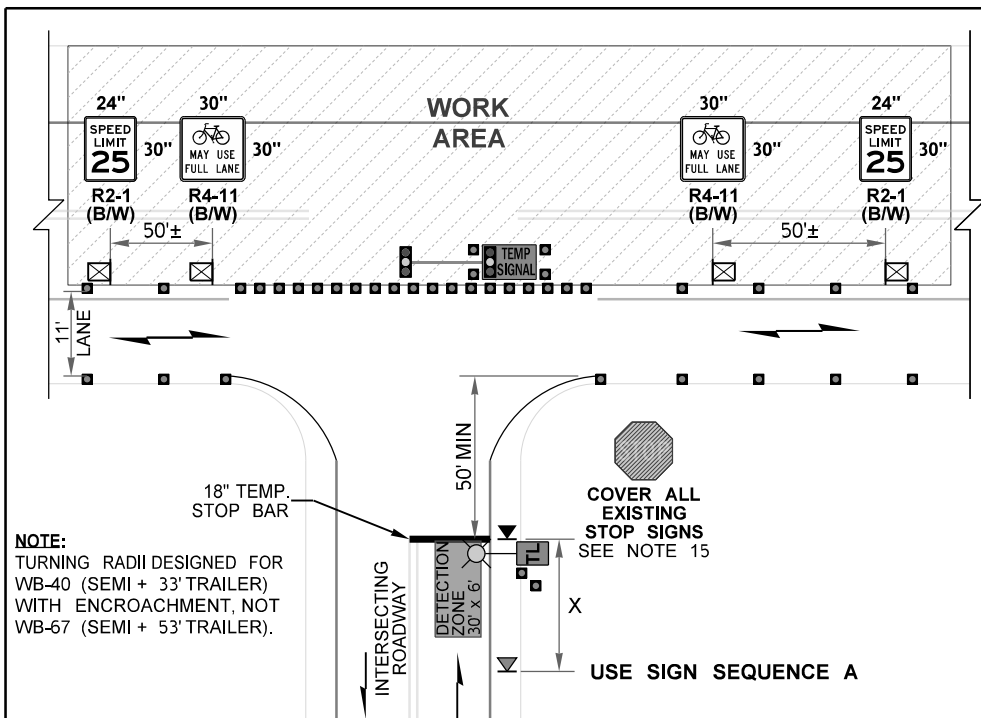 WORK
AREA
24"
SPEED
LIMIT
25
30"
R2-1
(B/W)
30"
MAY USE
FULL LANE
30"
R4-11
(B/W)
30"
MAY USE
FULL LANE
30"
R4-11
(B/W)
24"
SPEED
LIMIT
25
30"
R2-1
(B/W)
50'±
50'±
TEMP
SIGNAL
11'
LANE
50' MIN
STOP
COVER ALL
EXISTING
STOP SIGNS
SEE NOTE 15
18" TEMP.
STOP BAR
NOTE:
TURNING RADII DESIGNED FOR
WB-40 (SEMI + 33' TRAILER)
WITH ENCROACHMENT, NOT
WB-67 (SEMI + 53' TRAILER).
INTERSECTING
ROADWAY
DETECTION
ZONE
30' x 6'
TL
X
USE SIGN SEQUENCE A